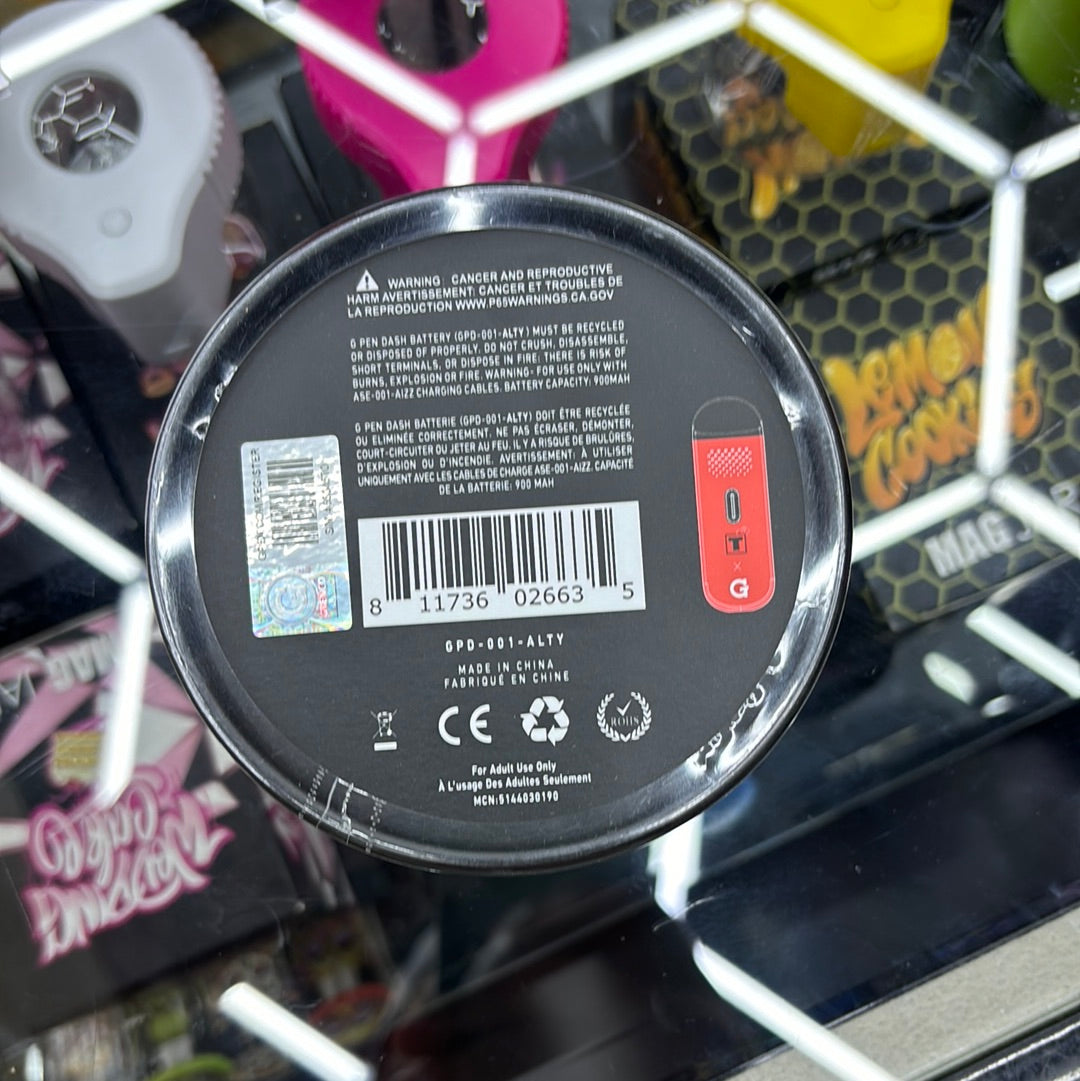 WARNING: CANCER AND REPRODUCTIVE
HARM AVERTISSEMENT: CANCER ET TROUBLES DE
LA REPRODUCTION WWW.P65WARNINGS.CA.GOV
G PEN DASH BATTERY (GPD-001-ALTY) MUST BE RECYCLED
OR DISPOSED OF PROPERLY. DO NOT CRUSH, DISASSEMBLE,
SHORT TERMINALS, OR DISPOSE IN FIRE. THERE IS RISK OF
BURNS, EXPLOSION OR FIRE. WARNING- FOR USE ONLY WITH
ASE-001-AIZZ CHARGING CABLES. BATTERY CAPACITY: 900MAH
G PEN DASH BATTERIE (GPD-001-ALTY) DOIT ÊTRE RECYCLÉE
OU ELIMINÉE CORRECTEMENT. NE PAS ÉCRASER, DÉMONTER,
COURT-CIRCUITER OU JETER AU FEU. IL Y A RISQUE DE BRULÛRES,
D'EXPLOSION OU D'INCENDIE. AVERTISSEMENT: À UTILISER
UNIQUEMENT AVEC LES CABLES DE CHARGE ASE-001-AIZZ. CAPACITÉ
DE LA BATTERIE: 900 MAH
T
×
G
8 11736 02663 5
GPD-001-ALTY
MADE IN CHINA
FABRIQUÉ EN CHINE
CE
ROHS
For Adult Use Only
À L'usage Des Adultes Seulement
MCN:5144030190
LEMON
COOKIES
MAG